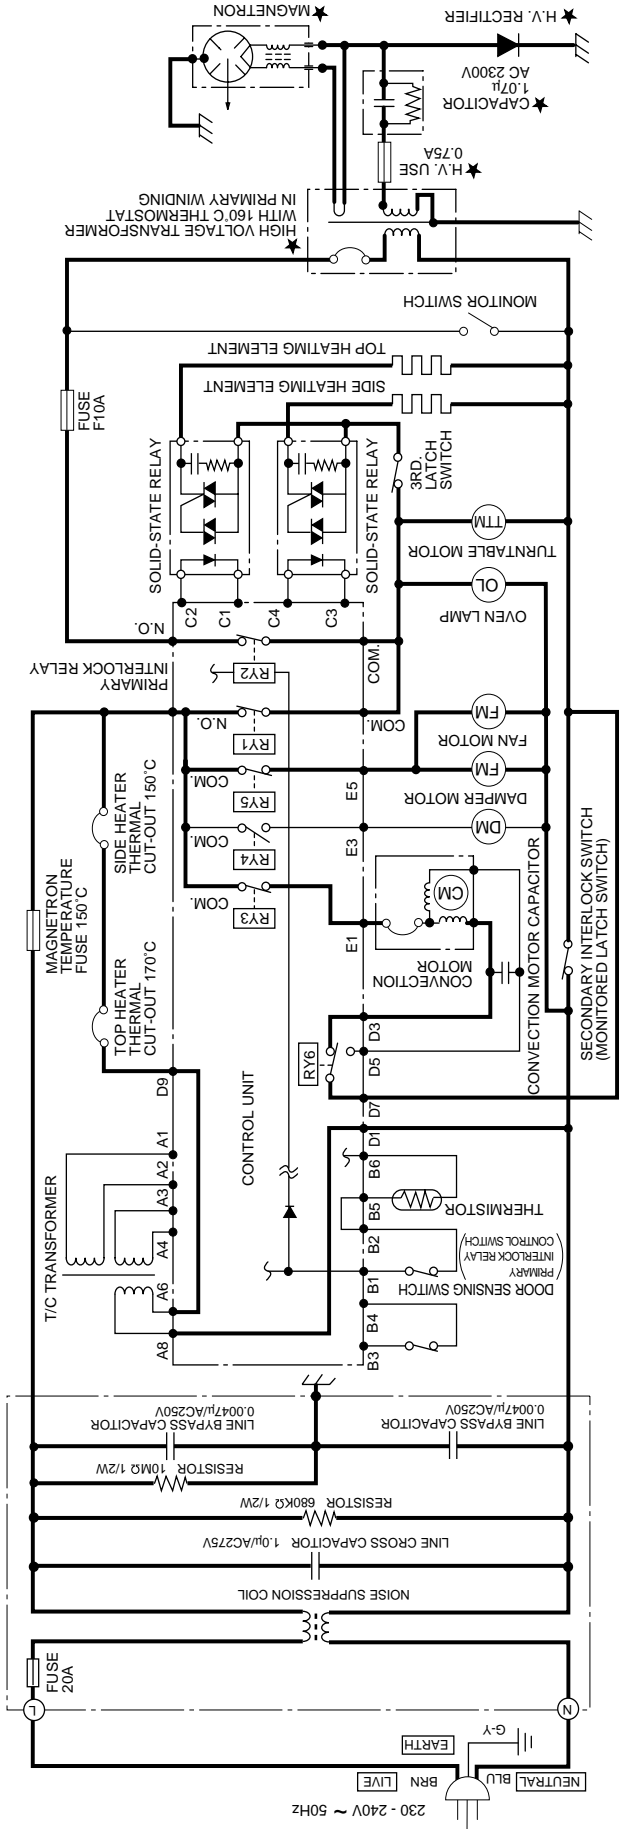 ★ MAGNETRON
★ H.V. RECTIFIER
★ CAPACITOR
1.07µ
AC 2300V
★ H.V. USE
0.75A
★
HIGH VOLTAGE TRANSFORMER
WITH 160˚C THERMOSTAT
IN PRIMARY WINDING
MONITOR SWITCH
TOP HEATIMG ELEMENT
SIDE HEATIMG ELEMENT
FUSE
F10A
SOLID-STATE RELAY
SOLID-STATE RELAY
3RD.
LATCH
SWITCH
TTM
TURNTABLE MOTOR
OL
OVEN LAMP
C2
C1
C4
C3
N.O.
COM.
PRIMARY
INTERLOCK RELAY
RY2
N.O.
COM.
RY1
FM
FAN MOTOR
COM.
RY5
E5
FM
DAMPER MOTOR
COM.
RY4
E3
DM
COM.
RY3
E1
CM
CONVECTION
MOTOR
CONVECTION MOTOR CAPACITOR
SECONDARY INTERLOCK SWITCH
(MONITORED LATCH SWITCH)
SIDE HEATER
THERMAL
CUT-OUT 150˚C
MAGNETRON
TEMPERATURE
FUSE 150˚C
TOP HEATER
THERMAL
CUT-OUT 170˚C
D3
D5
RY6
D7
D1
D9
CONTROL UNIT
A1
A2
A3
A4
A6
A8
T/C TRANSFORMER
B6
B5
THERMISTOR
B2
B1
(PRIMARY
INTERLOCK RELAY
CONTROL SWITCH)
DOOR SENSING SWITCH
B4
B3
LINE BYPASS CAPACITOR
0.0047µ/AC250V
LINE BYPASS CAPACITOR
0.0047µ/AC250V
RESISTOR 10MΩ 1/2W
RESISTOR 680KΩ 1/2W
LINE CROSS CAPACITOR 1.0µ/AC275V
NOISE SUPPRESSION COIL
FUSE
20A
L
N
G-Y
EARTH
NEUTRAL
BLU
BRN
LIVE
230 - 240V ~ 50Hz